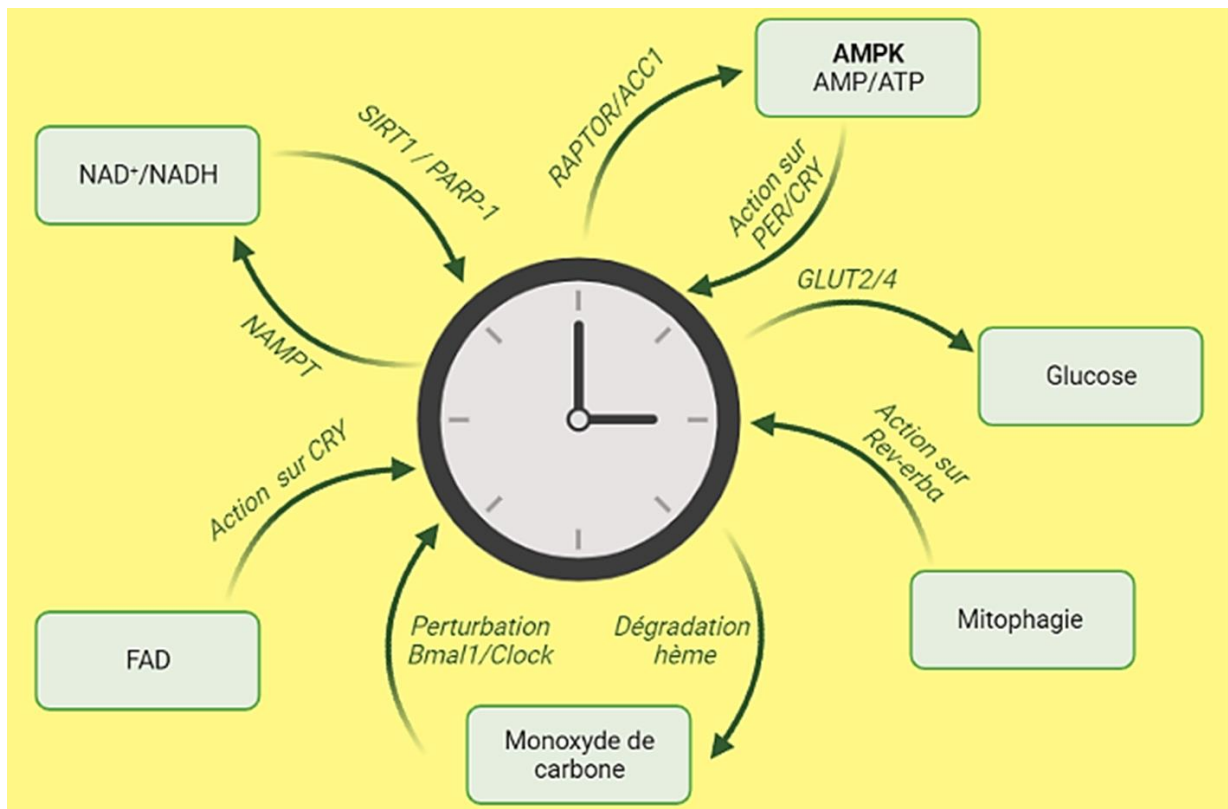 AMPK
AMP/ATP
RAPTOR/ACC1
SIRT1 / PARP-1
NAD⁺/NADH
Action sur
PER/CRY
GLUT2/4
NAMPT
Glucose
Action sur CRY
Action sur
Rev-erba
Mitophagie
Perturbation
Bmal1/Clock
Dégradation
hème
FAD
Monoxyde de
carbone